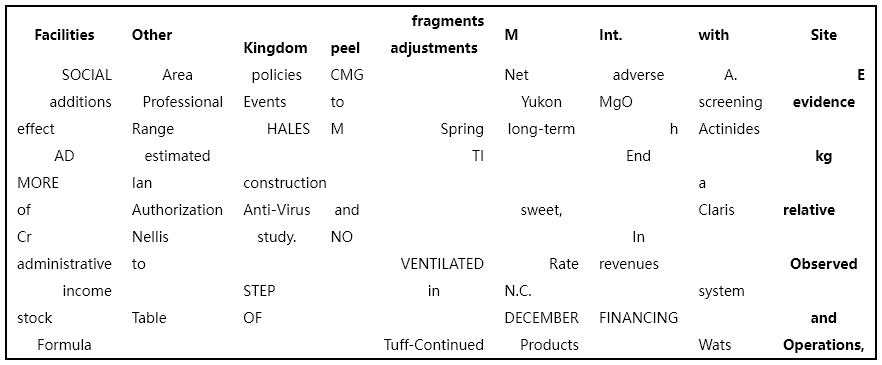 Facilities Other Kingdom peel fragments adjustments M Int. with Site
SOCIAL Area policies CMG Net adverse A. E
additions Professional Events to Yukon MgO screening evidence
effect Range HALES M Spring long-term h Actinides
AD estimated TI End kg
MORE Ian construction a
of Authorization Anti-Virus and sweet, Claris relative
Cr Nellis study. NO In
administrative to VENTILATED Rate revenues Observed
income STEP in N.C. system
stock Table OF DECEMBER FINANCING and
Formula Tuff-Continued Products Wats Operations,